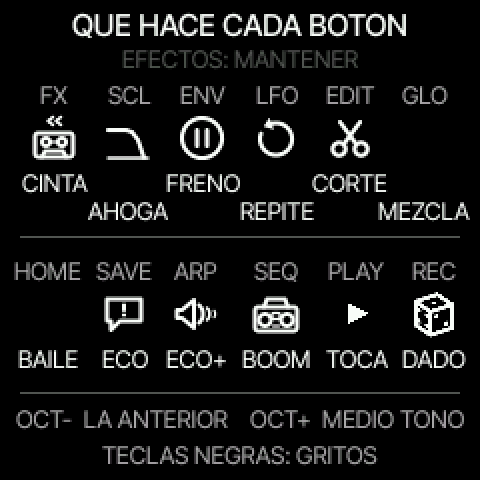 QUE HACE CADA BOTON
EFECTOS: MANTENER
FX SCL ENV LFO EDIT GLO
CINTA FRENO CORTE
AHOGA REPITE MEZCLA
HOME SAVE ARP SEQ PLAY REC
BAILE ECO ECO+ BOOM TOCA DADO
OCT- LA ANTERIOR OCT+ MEDIO TONO
TECLAS NEGRAS: GRITOS